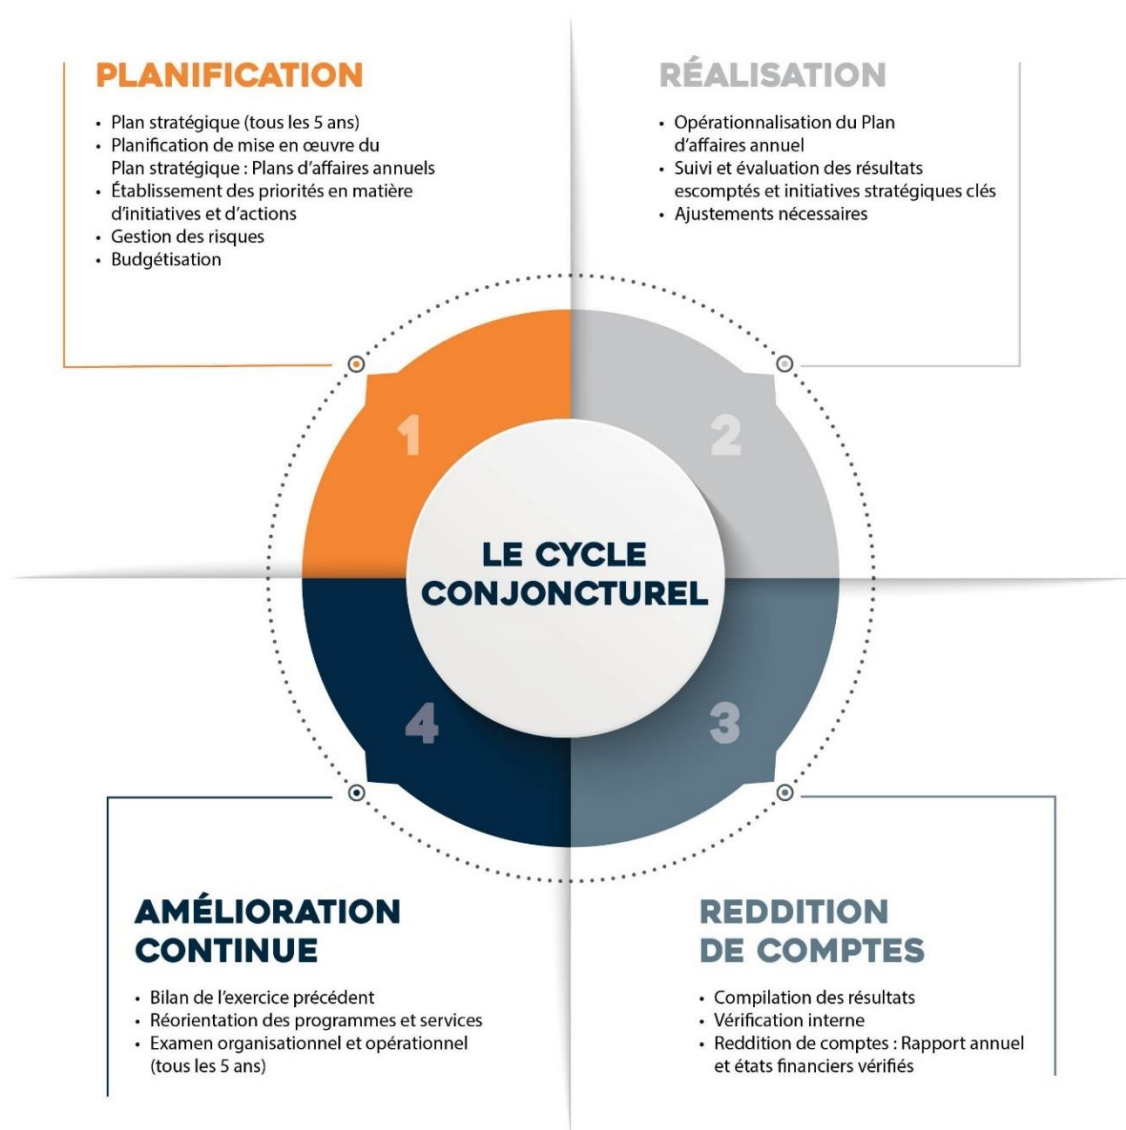 PLANIFICATION
• Plan stratégique (tous les 5 ans)
• Planification de mise en œuvre du
Plan stratégique : Plans d’affaires annuels
• Établissement des priorités en matière
d’initiatives et d’actions
• Gestion des risques
• Budgétisation
RÉALISATION
• Opérationnalisation du Plan
d’affaires annuel
• Suivi et évaluation des résultats
escomptés et initiatives stratégiques clés
• Ajustements nécessaires
1
2
LE CYCLE
CONJONCTUREL
4
3
AMÉLIORATION
CONTINUE
• Bilan de l’exercice précédent
• Réorientation des programmes et services
• Examen organisationnel et opérationnel
(tous les 5 ans)
REDDITION
DE COMPTES
• Compilation des résultats
• Vérification interne
• Reddition de comptes : Rapport annuel
et états financiers vérifiés